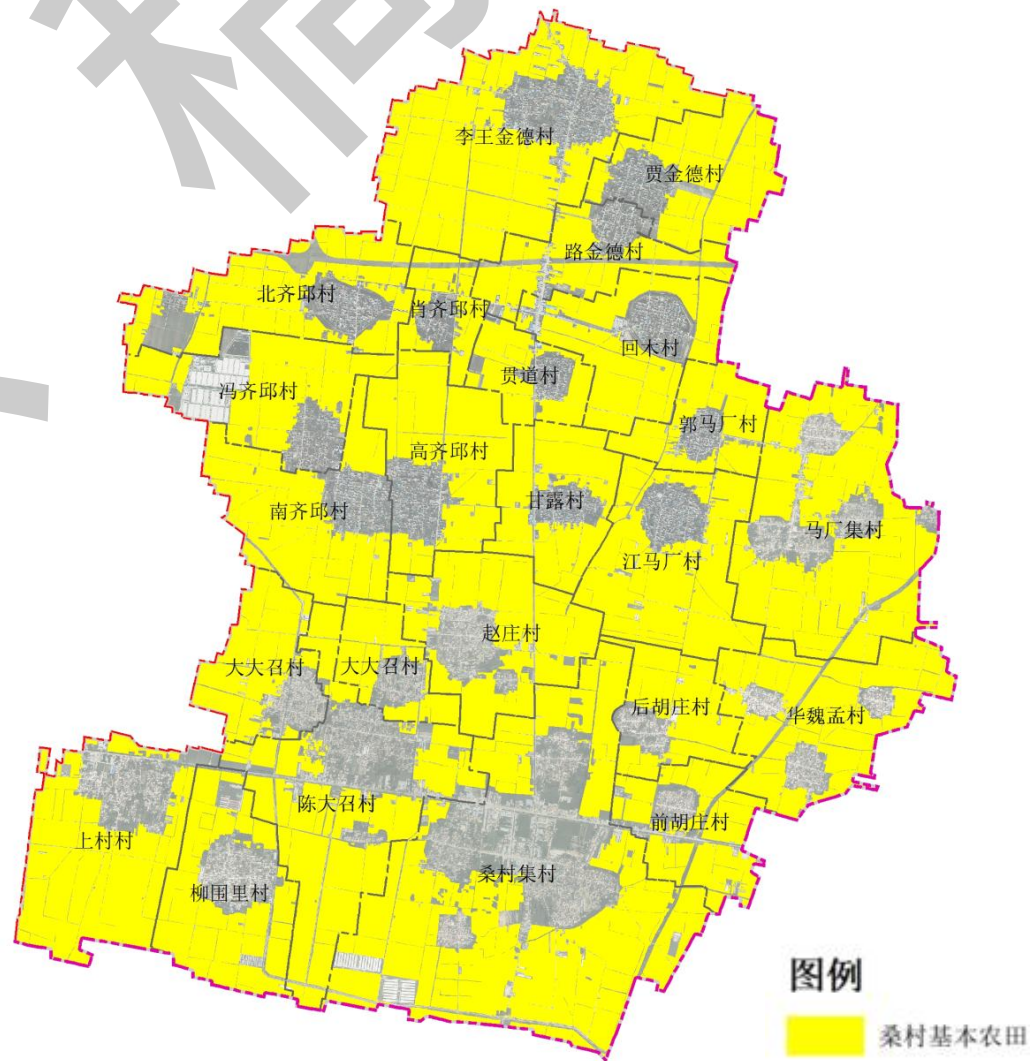 稿
李王金德村
贾金德村
路金德村
北齐邱村
肖齐邱村
回木村
贯道村
冯齐邱村
郭马厂村
高齐邱村
甘露村
南齐邱村
马厂集村
江马厂村
赵庄村
大大召村
大大召村
后胡庄村
华魏孟村
陈大召村
前胡庄村
上村村
桑村集村
柳围里村
图例
桑村基本农田